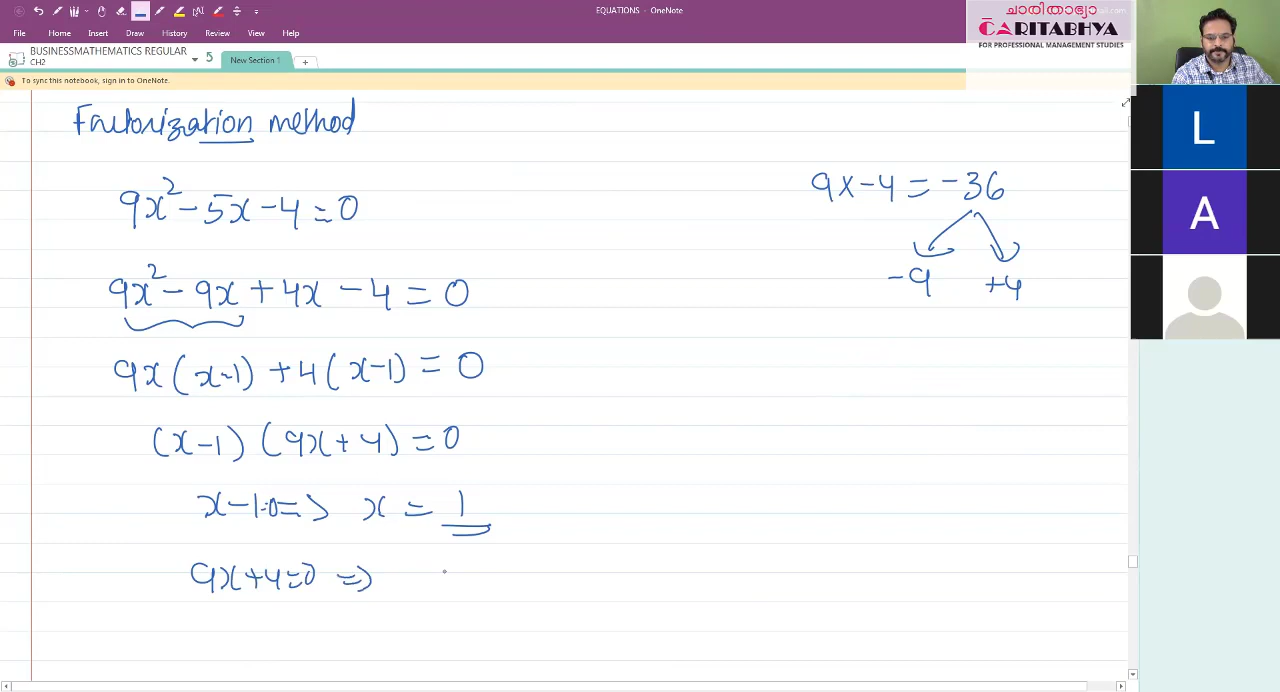 EQUATIONS - OneNote
File Home Insert Draw History Review View Help
BUSINESSMATHEMATICS REGULAR
CH2
New Section 1
To sync this notebook, sign in to OneNote.
ചാരിതാഭ്യാ
CARITABHYA
FOR PROFESSIONAL MANAGEMENT STUDIES
Factorization method
9x² - 5x - 4 = 0
9x² - 9x + 4x - 4 = 0
9x (x-1) + 4 (x-1) = 0
(x-1) (9x+4) = 0
x-1=0 => x = 1
9x+4=0 =>
9x-4 = -36
-9 +4
L
A